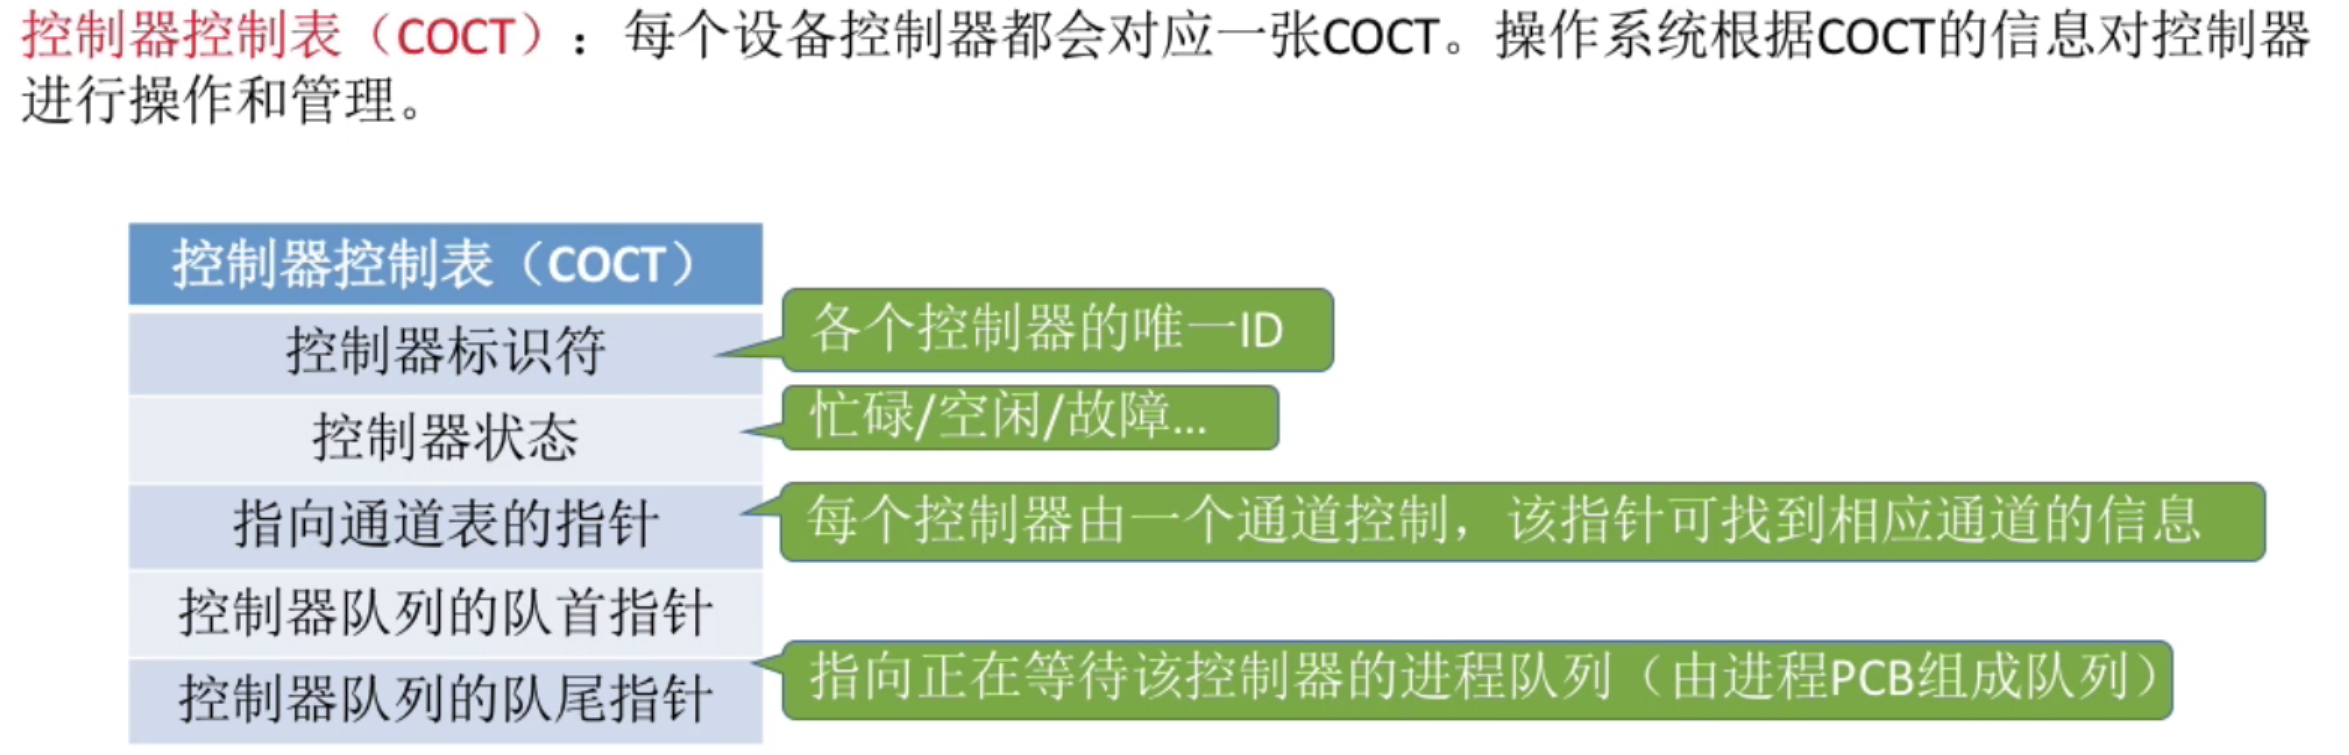 控制器控制表（COCT）：每个设备控制器都会对应一张COCT。操作系统根据COCT的信息对控制器
进行操作和管理。
控制器控制表（COCT）
控制器标识符
各个控制器的唯一ID
控制器状态
忙碌/空闲/故障...
指向通道表的指针
每个控制器由一个通道控制，该指针可找到相应通道的信息
控制器队列的队首指针
控制器队列的队尾指针
指向正在等待该控制器的进程队列（由进程PCB组成队列）